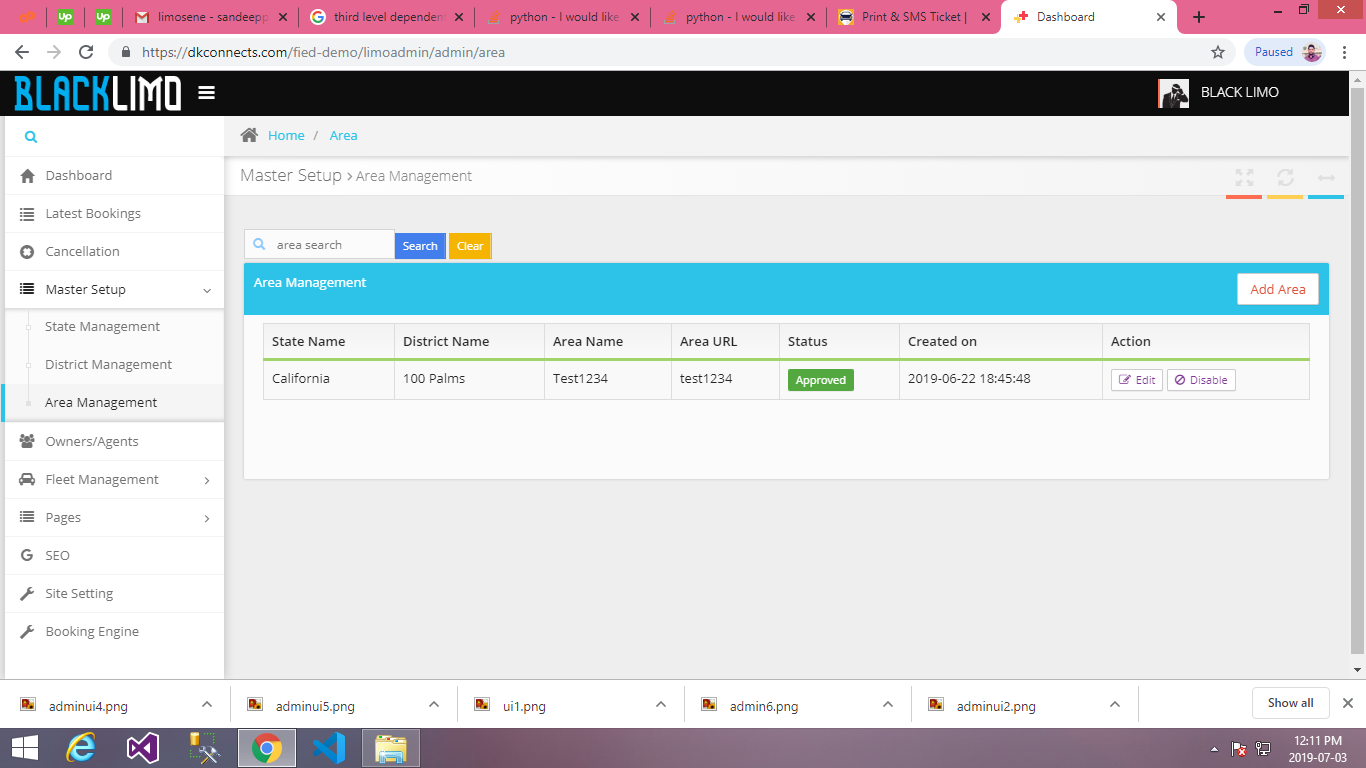 limosene - sandeepp
third level dependen
python - I would like
python - I would like
Print & SMS Ticket |
Dashboard
https://dkconnects.com/fied-demo/limoadmin/admin/area
Paused
BLACKLIMO
BLACK LIMO
Home / Area
Master Setup > Area Management
Dashboard
Latest Bookings
Cancellation
Master Setup
State Management
District Management
Area Management
Owners/Agents
Fleet Management
Pages
SEO
Site Setting
Booking Engine
area search Search Clear
Area Management
Add Area
State Name District Name Area Name Area URL Status Created on Action
California 100 Palms Test1234 test1234 Approved 2019-06-22 18:45:48 Edit Disable
adminui4.png
adminui5.png
ui1.png
admin6.png
adminui2.png
Show all
12:11 PM
2019-07-03